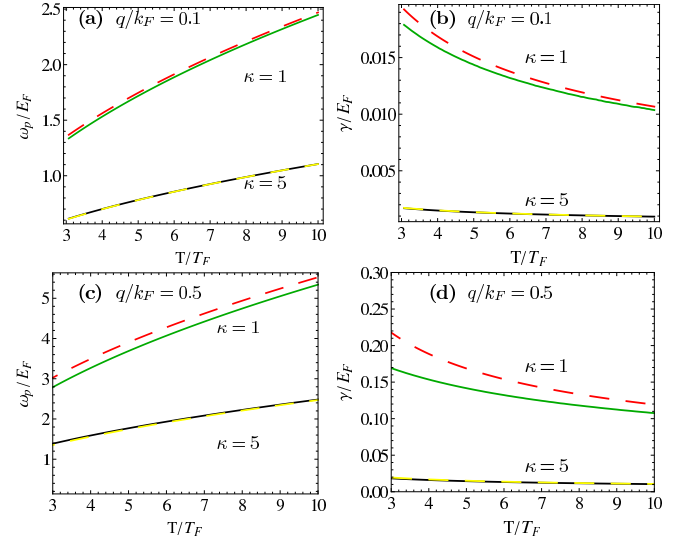 (a) q/k_F = 0.1
2.5
2.0
1.5
1.0
ω_p/E_F
κ = 1
κ = 5
3 4 5 6 7 8 9 10
T/T_F
(b) q/k_F = 0.1
0.015
0.010
0.005
γ/E_F
κ = 1
κ = 5
3 4 5 6 7 8 9 10
T/T_F
(c) q/k_F = 0.5
5
4
3
2
1
ω_p/E_F
κ = 1
κ = 5
3 4 5 6 7 8 9 10
T/T_F
(d) q/k_F = 0.5
0.30
0.25
0.20
0.15
0.10
0.05
0.00
γ/E_F
κ = 1
κ = 5
3 4 5 6 7 8 9 10
T/T_F